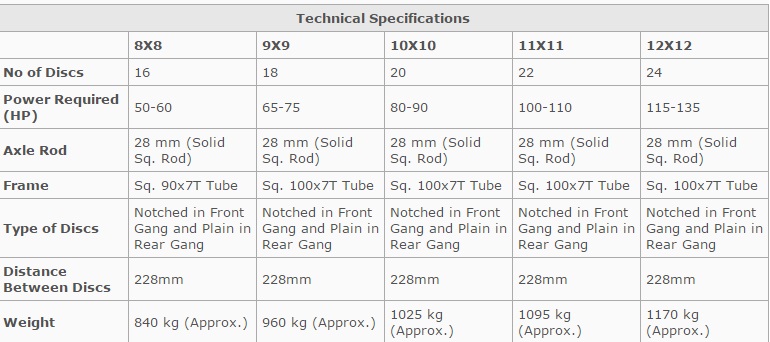 Technical Specifications
8X8 9X9 10X10 11X11 12X12
No of Discs 16 18 20 22 24
Power Required (HP) 50-60 65-75 80-90 100-110 115-135
Axle Rod 28 mm (Solid Sq. Rod) 28 mm (Solid Sq. Rod) 28 mm (Solid Sq. Rod) 28 mm (Solid Sq. Rod) 28 mm (Solid Sq. Rod)
Frame Sq. 90x7T Tube Sq. 100x7T Tube Sq. 100x7T Tube Sq. 100x7T Tube Sq. 100x7T Tube
Type of Discs Notched in Front Gang and Plain in Rear Gang Notched in Front Gang and Plain in Rear Gang Notched in Front Gang and Plain in Rear Gang Notched in Front Gang and Plain in Rear Gang Notched in Front Gang and Plain in Rear Gang
Distance Between Discs 228mm 228mm 228mm 228mm 228mm
Weight 840 kg (Approx.) 960 kg (Approx.) 1025 kg (Approx.) 1095 kg (Approx.) 1170 kg (Approx.)